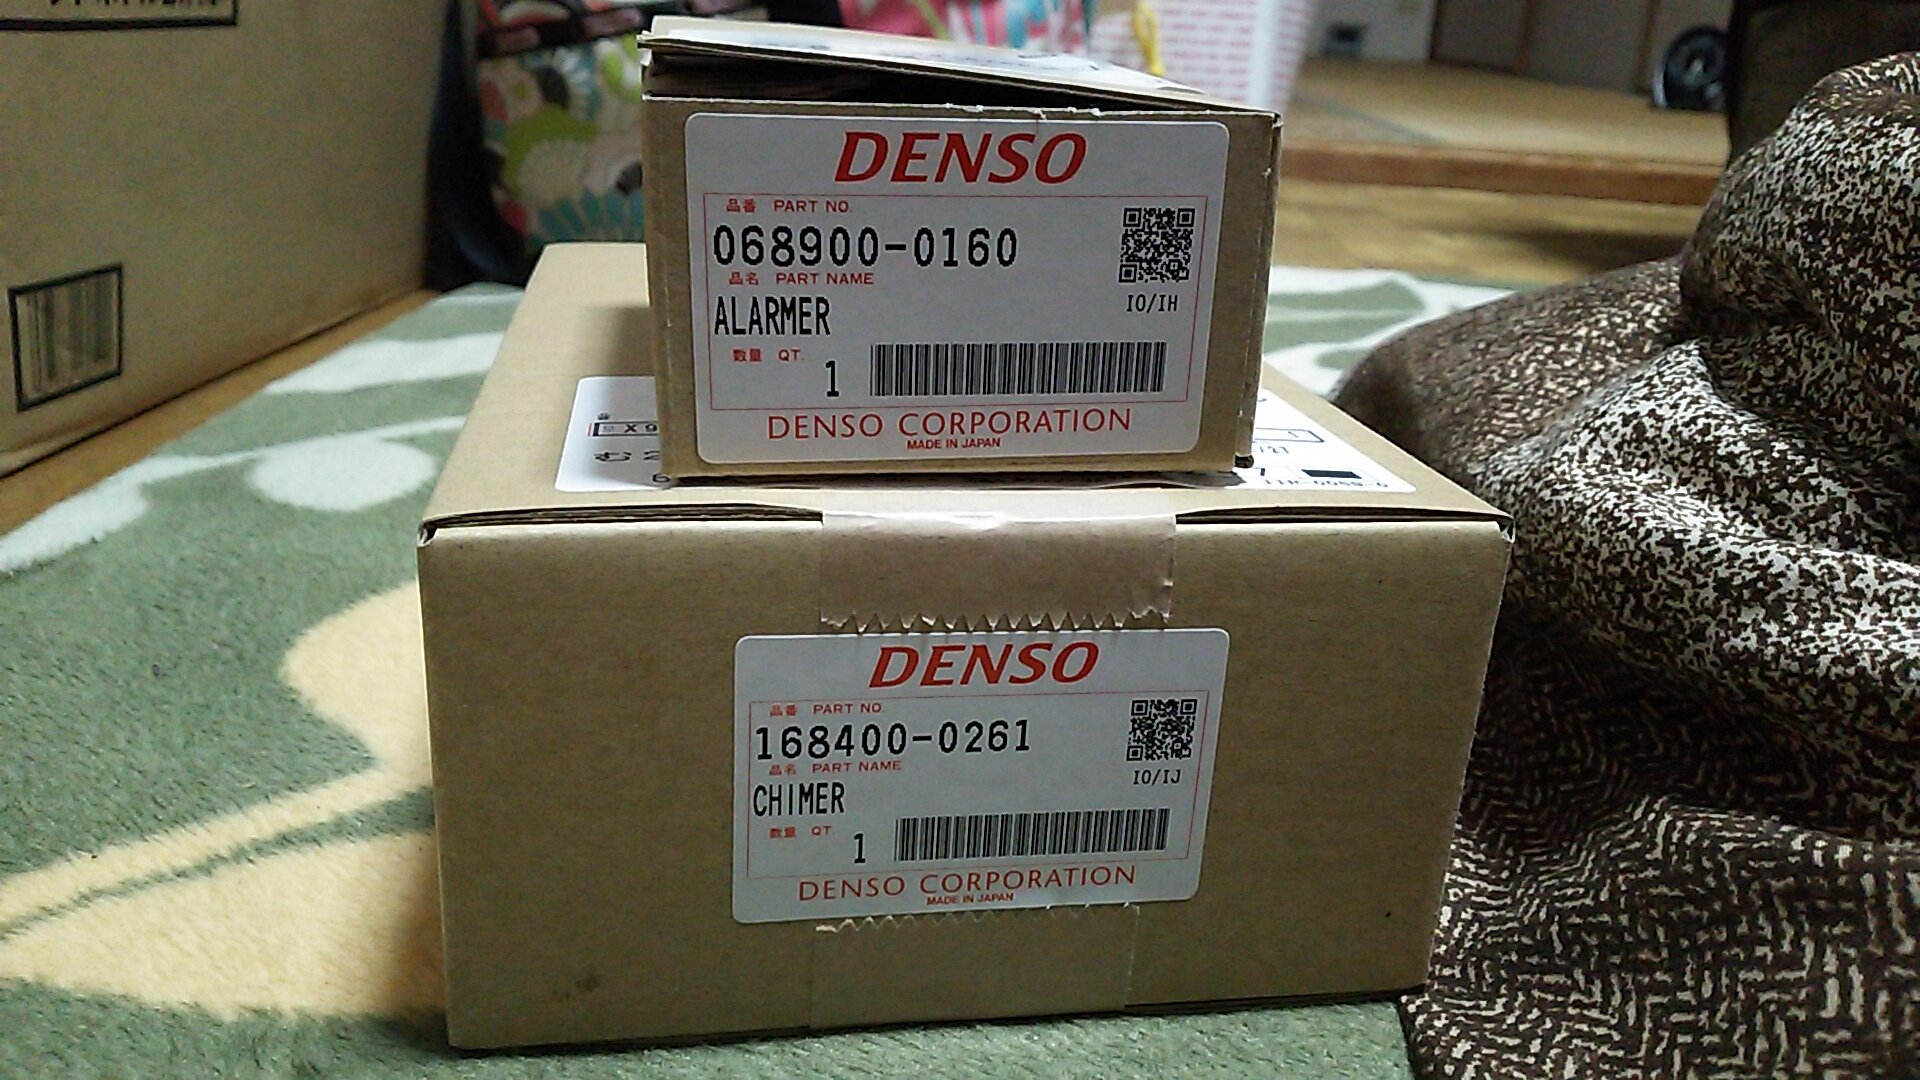 DENSO
品番 PART NO.
068900-0160
品名 PART NAME
ALARMER
IO/IH
数量 QT.
1
DENSO CORPORATION
MADE IN JAPAN
DENSO
品番 PART NO.
168400-0261
品名 PART NAME
CHIMER
IO/IJ
数量 QT.
1
DENSO CORPORATION
MADE IN JAPAN